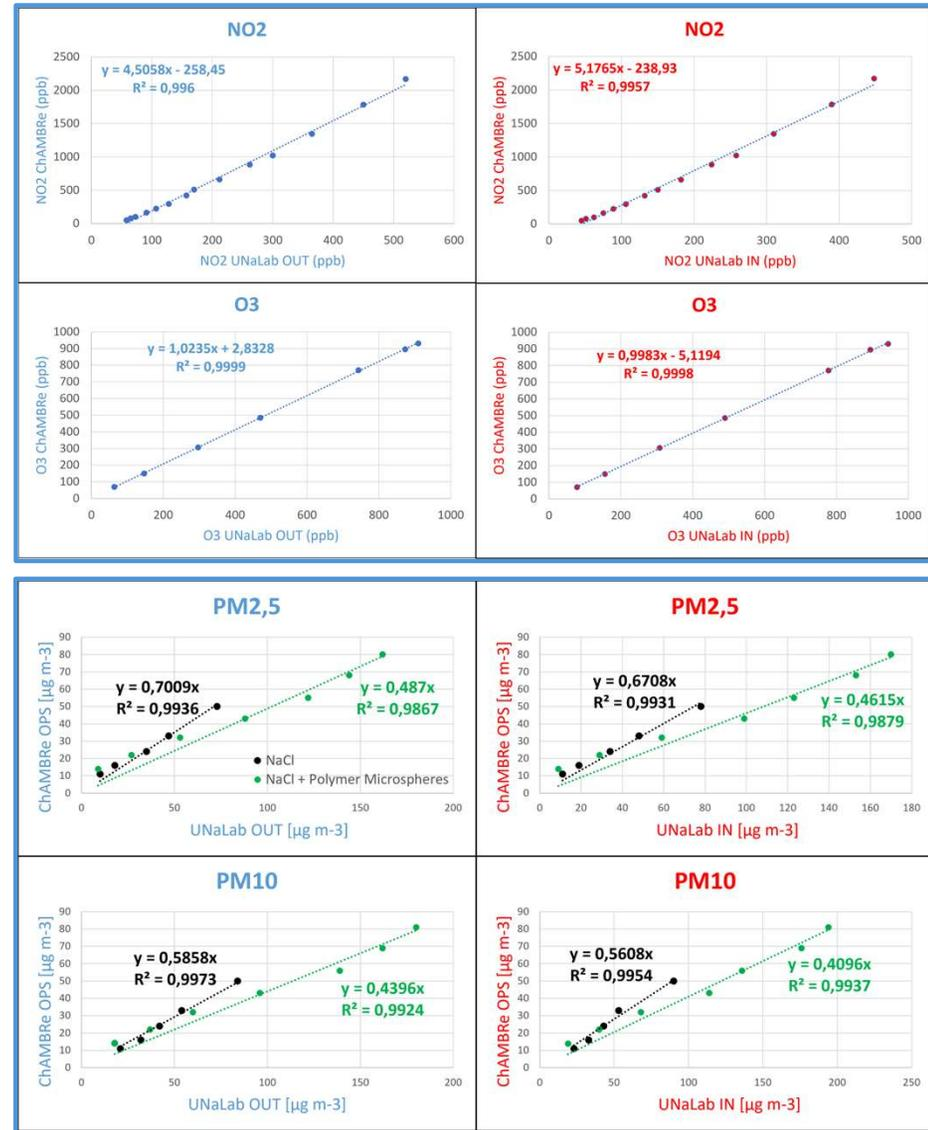 NO2
y = 4,5058x - 258,45
R² = 0,996
NO2 ChAMBRe (ppb)
2500
2000
1500
1000
500
0
0 100 200 300 400 500 600
NO2 UNaLab OUT (ppb)
NO2
y = 5,1765x - 238,93
R² = 0,9957
NO2 ChAMBRe (ppb)
2500
2000
1500
1000
500
0
0 100 200 300 400 500
NO2 UNaLab IN (ppb)
O3
y = 1,0235x + 2,8328
R² = 0,9999
O3 ChAMBRe (ppb)
1000
900
800
700
600
500
400
300
200
100
0
0 200 400 600 800 1000
O3 UNaLab OUT (ppb)
O3
y = 0,9983x - 5,1194
R² = 0,9998
O3 ChAMBRe (ppb)
1000
900
800
700
600
500
400
300
200
100
0
0 200 400 600 800 1000
O3 UNaLab IN (ppb)
PM2,5
ChAMBRe OPS [µg m-3]
90
80
70
60
50
40
30
20
10
0
y = 0,7009x
R² = 0,9936
y = 0,487x
R² = 0,9867
NaCl
NaCl + Polymer Microspheres
0 50 100 150 200
UNaLab OUT [µg m-3]
PM2,5
ChAMBRe OPS [µg m-3]
90
80
70
60
50
40
30
20
10
0
y = 0,6708x
R² = 0,9931
y = 0,4615x
R² = 0,9879
0 20 40 60 80 100 120 140 160 180
UNaLab IN [µg m-3]
PM10
ChAMBRe OPS [µg m-3]
90
80
70
60
50
40
30
20
10
0
y = 0,5858x
R² = 0,9973
y = 0,4396x
R² = 0,9924
0 50 100 150 200
UNaLab OUT [µg m-3]
PM10
ChAMBRe OPS [µg m-3]
90
80
70
60
50
40
30
20
10
0
y = 0,5608x
R² = 0,9954
y = 0,4096x
R² = 0,9937
0 50 100 150 200 250
UNaLab IN [µg m-3]